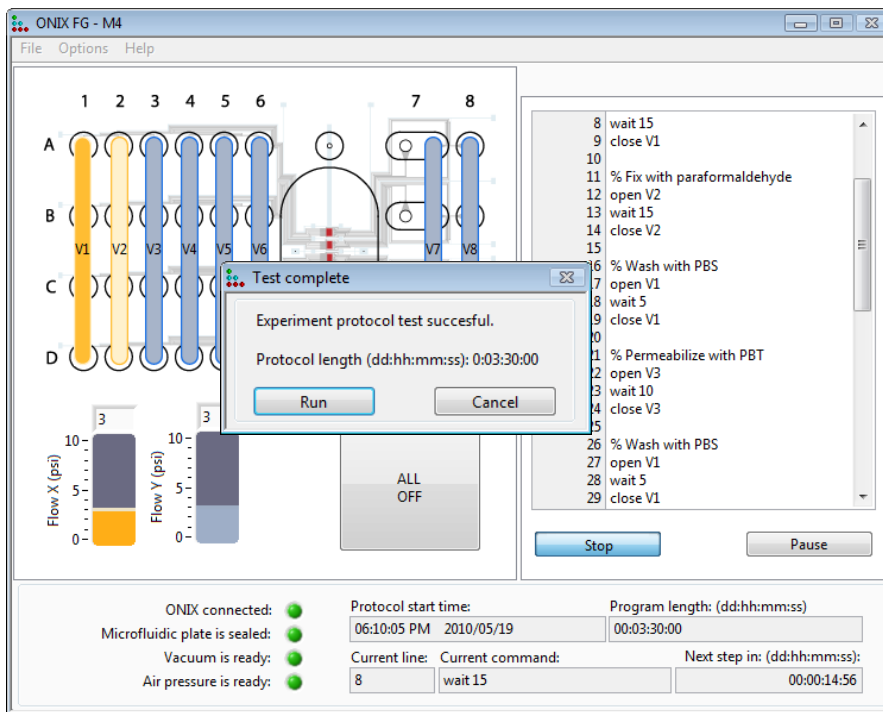 ONIX FG - M4
File Options Help
1 2 3 4 5 6 7 8
A
B
C
D
V1 V2 V3 V4 V5 V6 V7 V8
8 wait 15
9 close V1
10
11 % Fix with paraformaldehyde
12 open V2
13 wait 15
14 close V2
15
16 % Wash with PBS
17 open V1
18 wait 5
19 close V1
20
21 % Permeabilize with PBT
22 open V3
23 wait 10
24 close V3
25
26 % Wash with PBS
27 open V1
28 wait 5
29 close V1
Test complete
Experiment protocol test succesful.
Protocol length (dd:hh:mm:ss): 0:03:30:00
Run Cancel
3
10
5
0
Flow X (psi)
3
10
5
0
Flow Y (psi)
ALL
OFF
Stop Pause
ONIX connected:
Microfluidic plate is sealed:
Vacuum is ready:
Air pressure is ready:
Protocol start time:
06:10:05 PM 2010/05/19
Program length: (dd:hh:mm:ss)
00:03:30:00
Current line:
8
Current command:
wait 15
Next step in: (dd:hh:mm:ss):
00:00:14:56